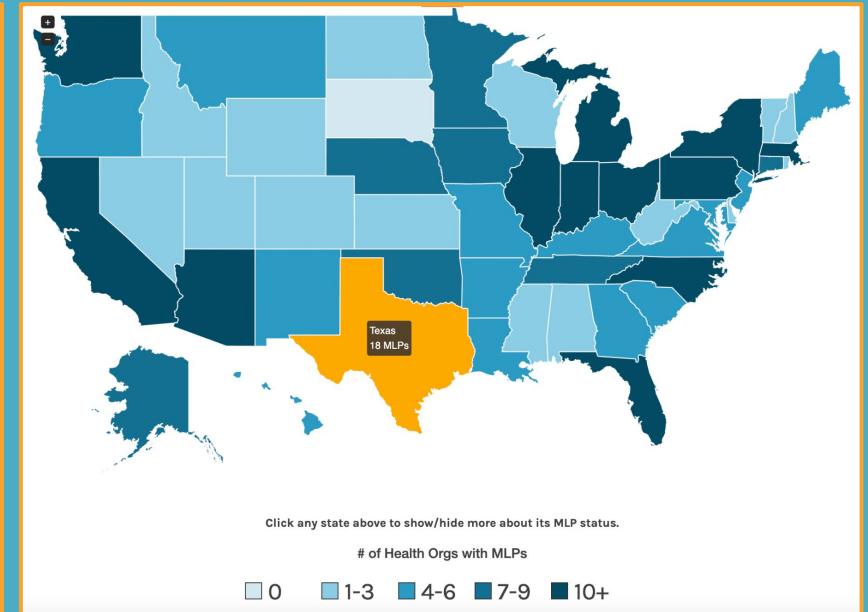 +
−
Texas
18 MLPs
Click any state above to show/hide more about its MLP status.
# of Health Orgs with MLPs
0 1-3 4-6 7-9 10+